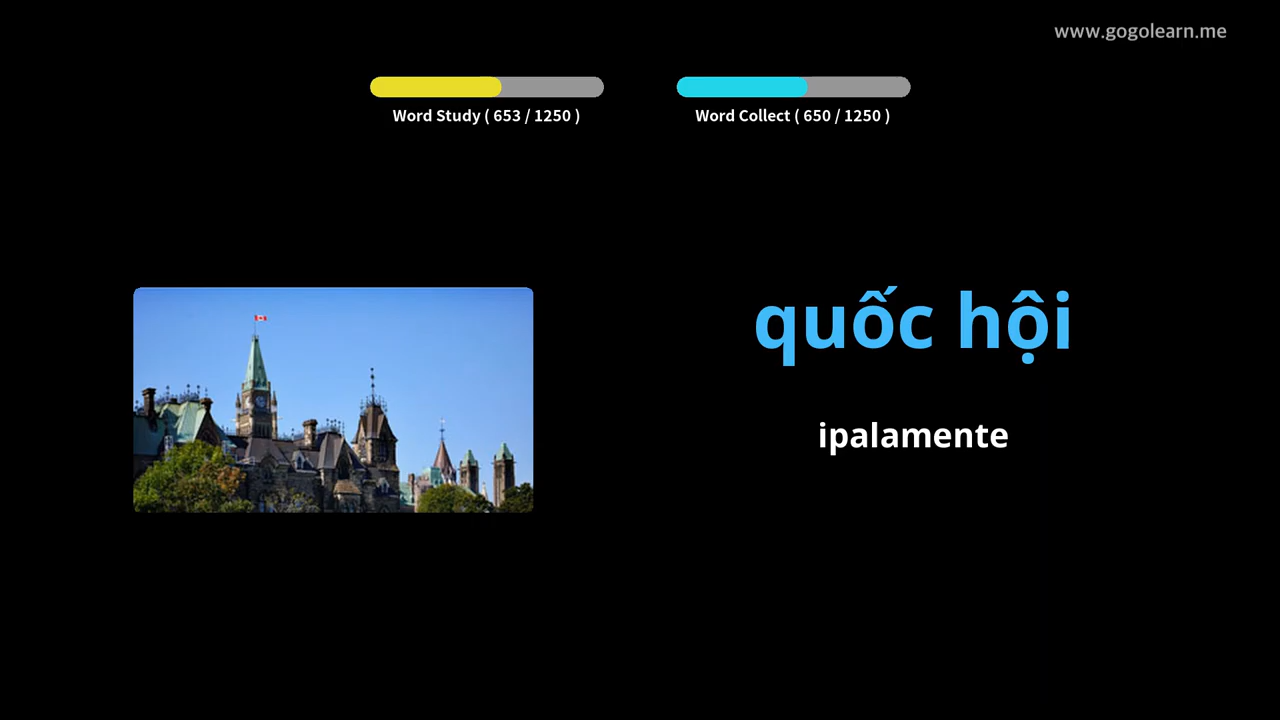 www.gogolearn.me
Word Study ( 653 / 1250 )
Word Collect ( 650 / 1250 )
quốc hội
ipalamente